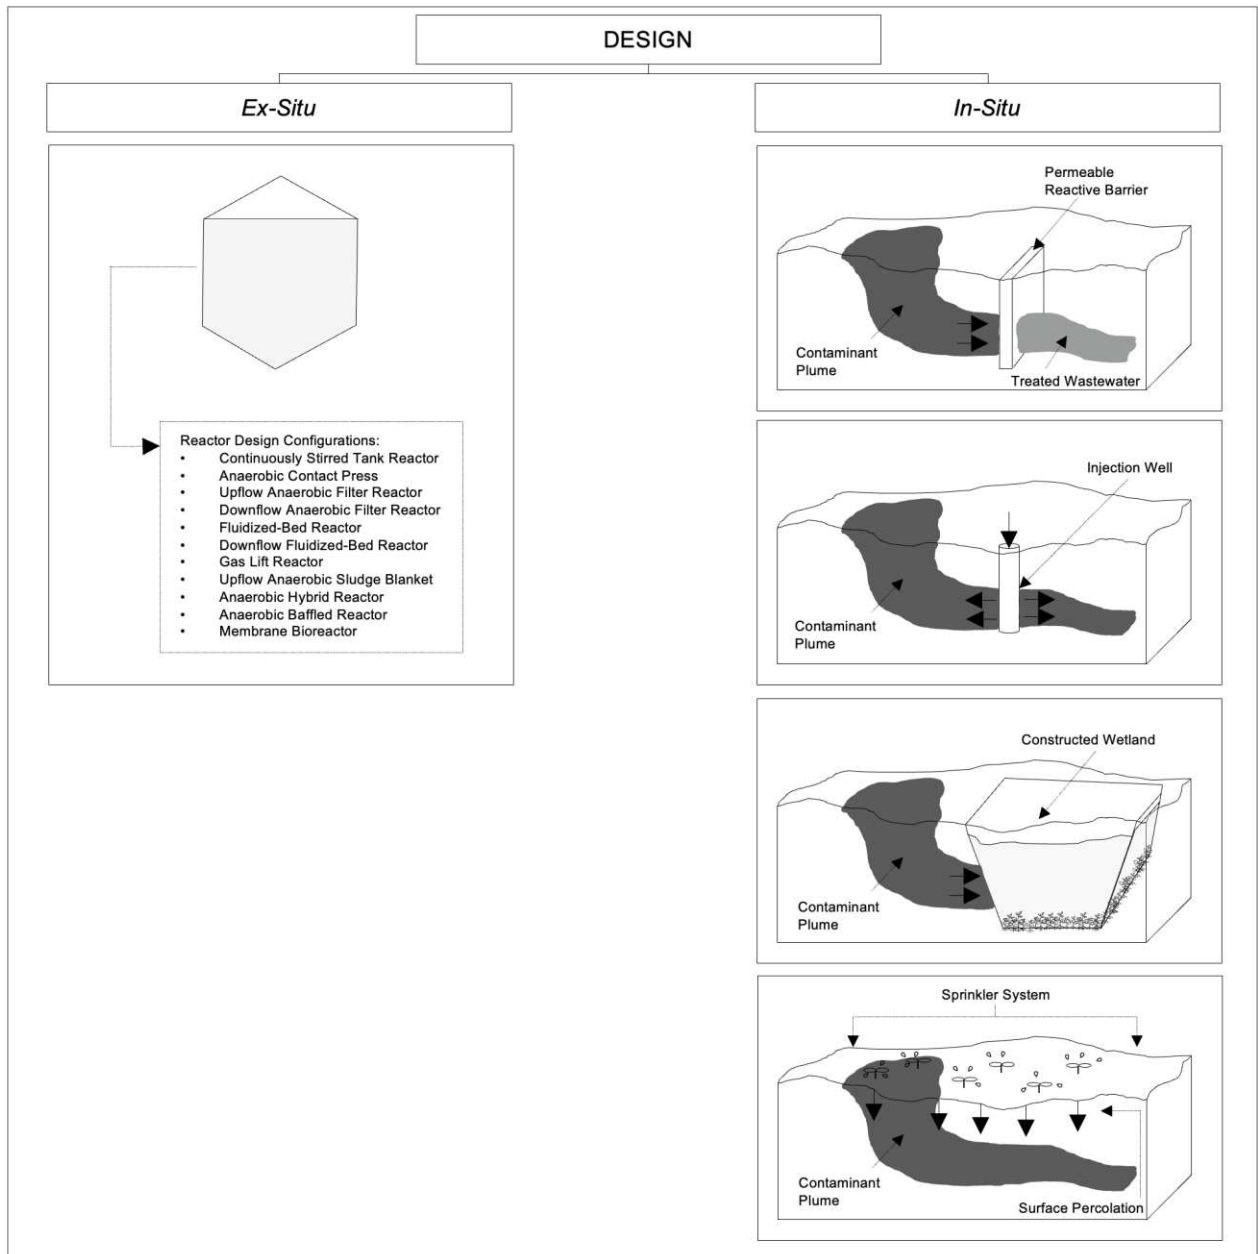 DESIGN
Ex-Situ
Reactor Design Configurations:
• Continuously Stirred Tank Reactor
• Anaerobic Contact Press
• Upflow Anaerobic Filter Reactor
• Downflow Anaerobic Filter Reactor
• Fluidized-Bed Reactor
• Downflow Fluidized-Bed Reactor
• Gas Lift Reactor
• Upflow Anaerobic Sludge Blanket
• Anaerobic Hybrid Reactor
• Anaerobic Baffled Reactor
• Membrane Bioreactor
In-Situ
Permeable
Reactive Barrier
Contaminant
Plume
Treated Wastewater
Injection Well
Contaminant
Plume
Constructed Wetland
Contaminant
Plume
Sprinkler System
Contaminant
Plume
Surface Percolation